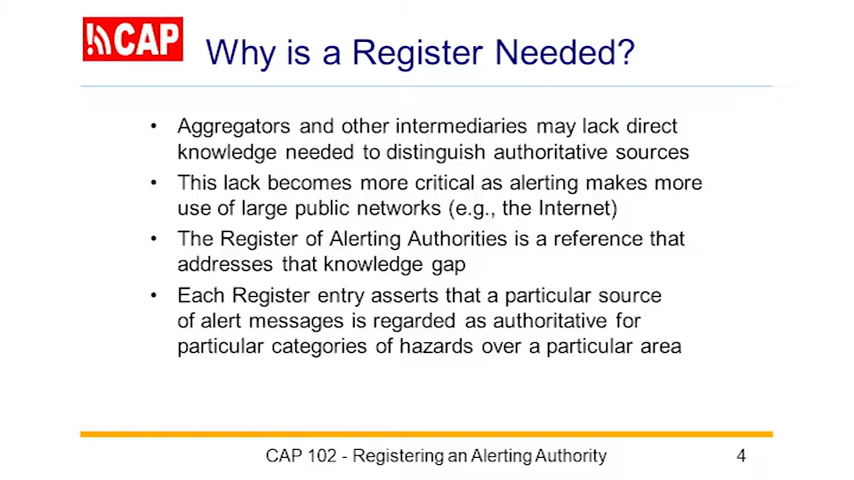 CAP
Why is a Register Needed?
• Aggregators and other intermediaries may lack direct
knowledge needed to distinguish authoritative sources
• This lack becomes more critical as alerting makes more
use of large public networks (e.g., the Internet)
• The Register of Alerting Authorities is a reference that
addresses that knowledge gap
• Each Register entry asserts that a particular source
of alert messages is regarded as authoritative for
particular categories of hazards over a particular area
CAP 102 - Registering an Alerting Authority 4